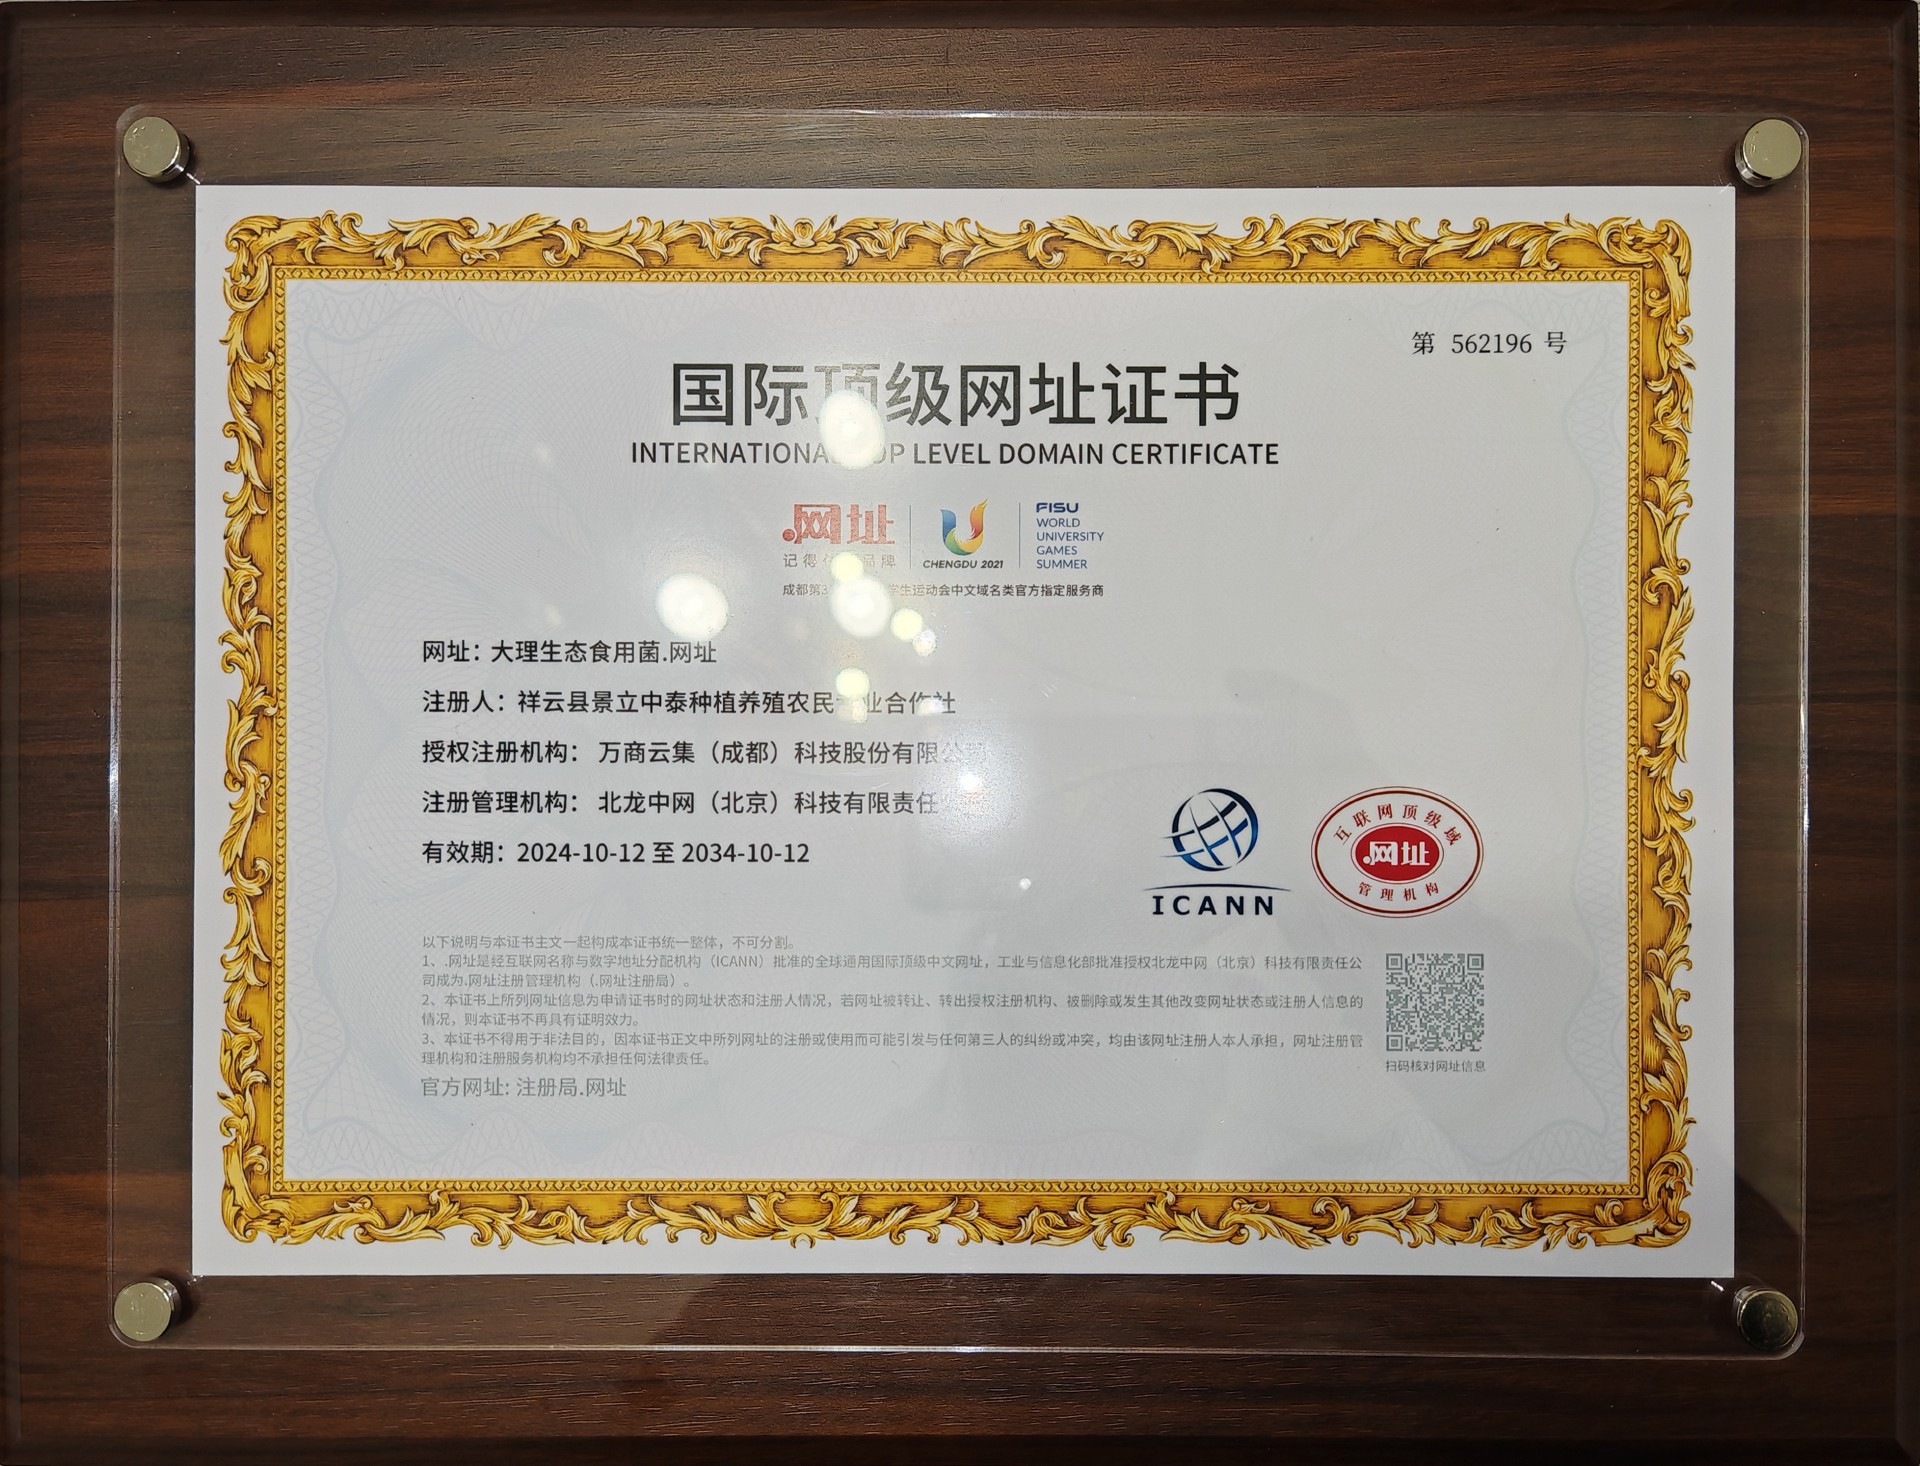 第 562196 号
国际顶级网址证书
INTERNATIONAL TOP LEVEL DOMAIN CERTIFICATE
.网址
记得 品牌
CHENGDU 2021
FISU
WORLD
UNIVERSITY
GAMES
SUMMER
成都第3 学生运动会中文域名类官方指定服务商
网址：大理生态食用菌.网址
注册人：祥云县景立中泰种植养殖农民专业合作社
授权注册机构： 万商云集（成都）科技股份有限公司
注册管理机构： 北龙中网（北京）科技有限责任
有效期：2024-10-12 至 2034-10-12
ICANN
互联网顶级域
.网址
管理机构
以下说明与本证书主文一起构成本证书统一整体，不可分割。
1、.网址是经互联网名称与数字地址分配机构（ICANN）批准的全球通用国际顶级中文网址，工业与信息化部批准授权北龙中网（北京）科技有限责任公
司成为.网址注册管理机构（.网址注册局）。
2、本证书上所列网址信息为申请证书时的网址状态和注册人情况，若网址被转让、转出授权注册机构、被删除或发生其他改变网址状态或注册人信息的
情况，则本证书不再具有证明效力。
3、本证书不得用于非法目的，因本证书正文中所列网址的注册或使用而可能引发与任何第三人的纠纷或冲突，均由该网址注册人本人承担，网址注册管
理机构和注册服务机构均不承担任何法律责任。
扫码核对网址信息
官方网址: 注册局.网址